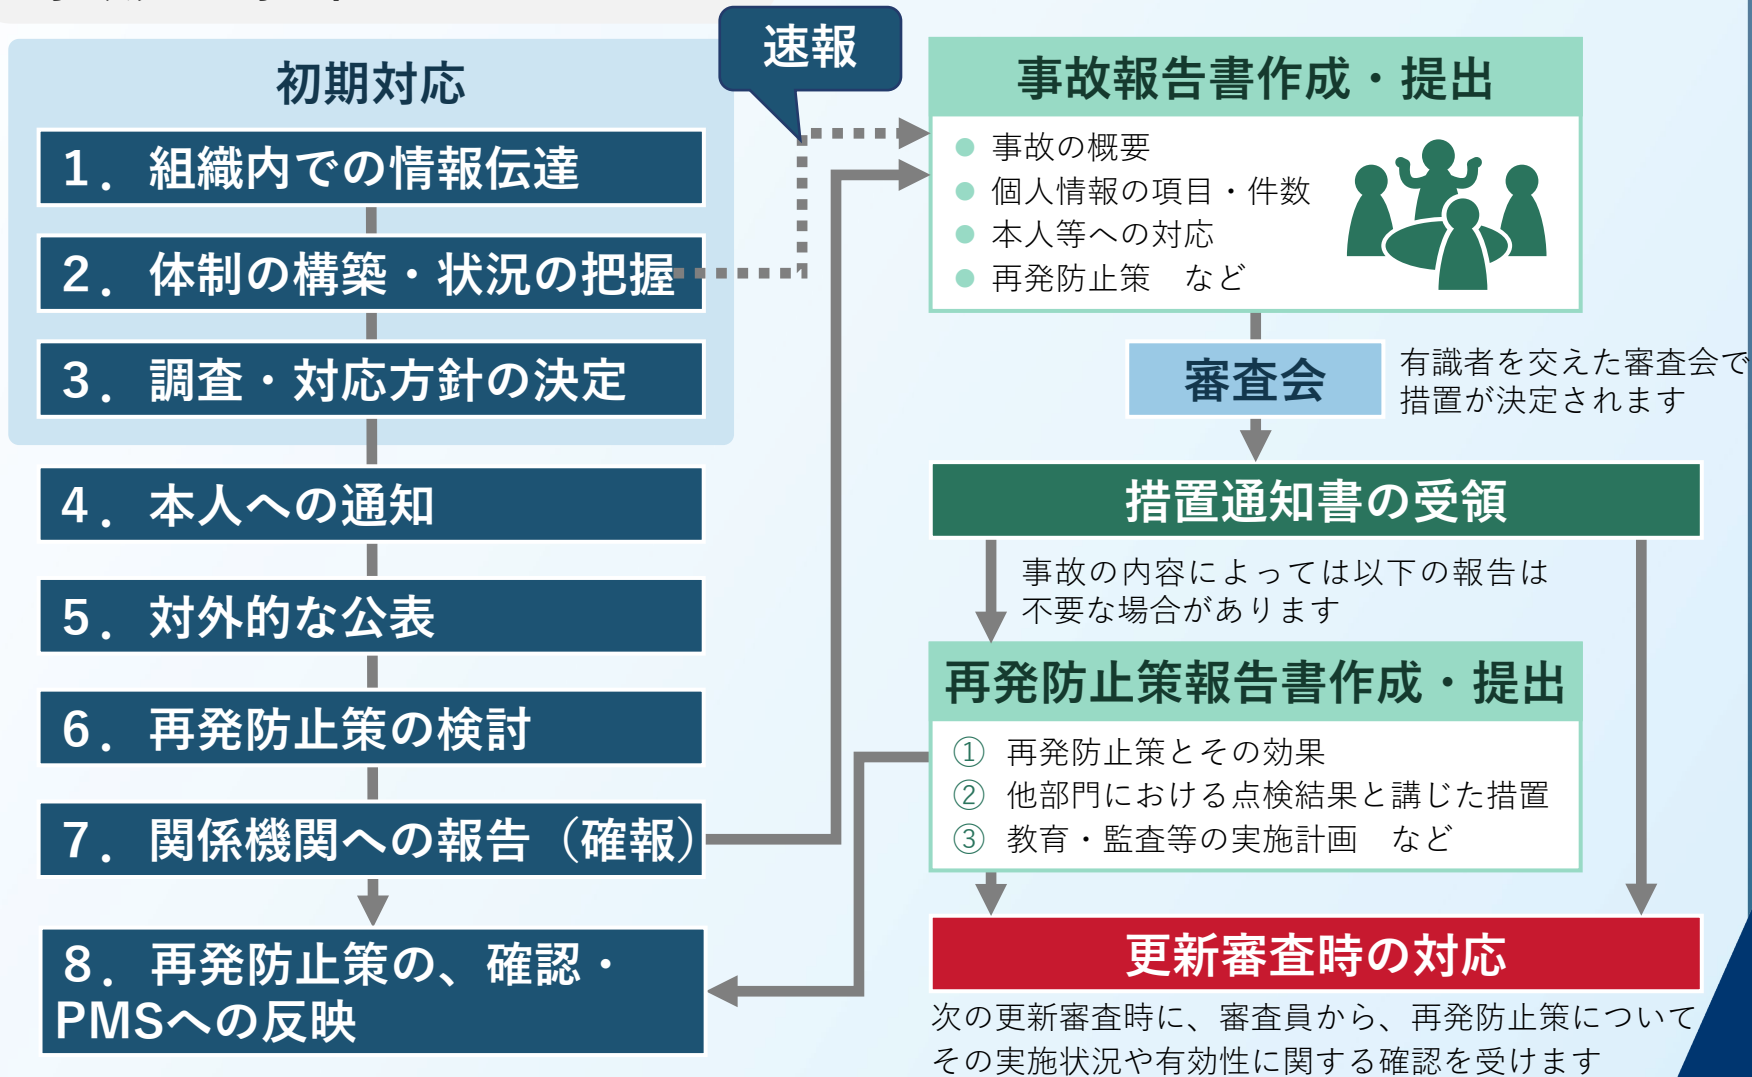 速報
初期対応
1．組織内での情報伝達
2．体制の構築・状況の把握
3．調査・対応方針の決定
4．本人への通知
5．対外的な公表
6．再発防止策の検討
7．関係機関への報告（確報）
8．再発防止策の、確認・
PMSへの反映
事故報告書作成・提出
● 事故の概要
● 個人情報の項目・件数
● 本人等への対応
● 再発防止策　など
審査会
有識者を交えた審査会で
措置が決定されます
措置通知書の受領
事故の内容によっては以下の報告は
不要な場合があります
再発防止策報告書作成・提出
① 再発防止策とその効果
② 他部門における点検結果と講じた措置
③ 教育・監査等の実施計画　など
更新審査時の対応
次の更新審査時に、審査員から、再発防止策について
その実施状況や有効性に関する確認を受けます